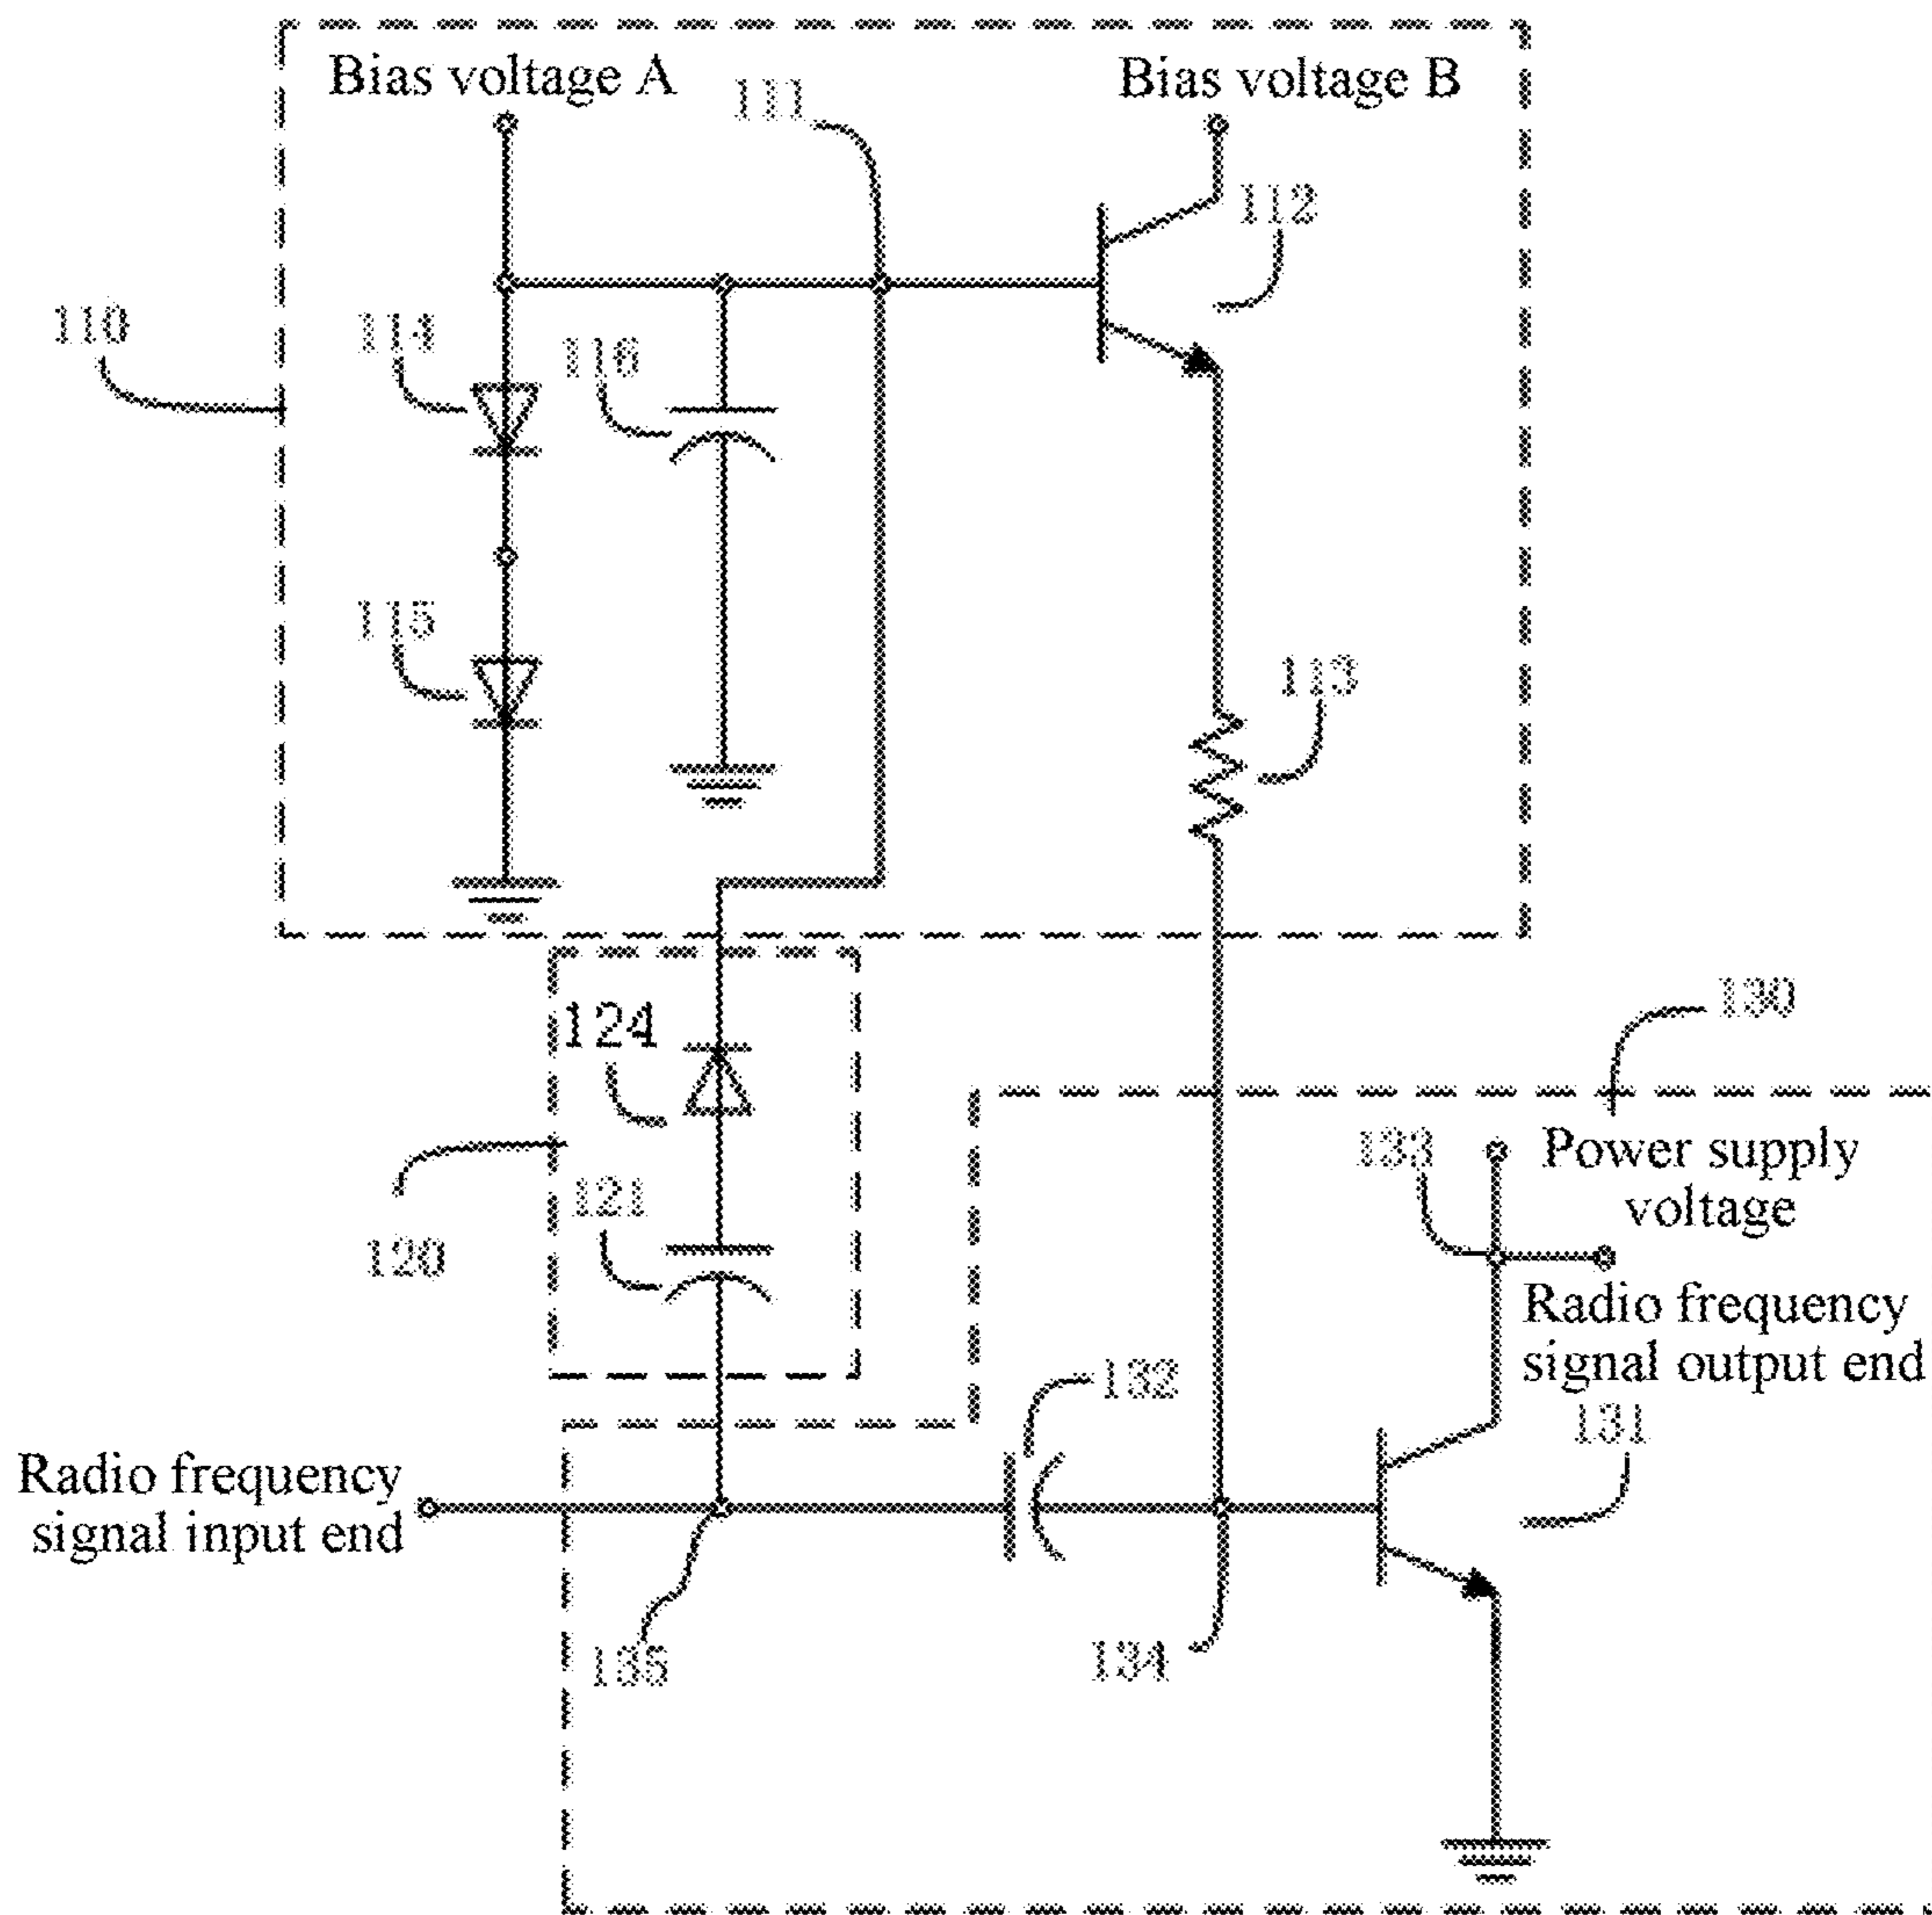 Bias voltage A
111
Bias voltage B
112
110
114
116
115
113
124
130
133
Power supply
voltage
121
120
Radio frequency
signal output end
132
131
Radio frequency
signal input end
135
134